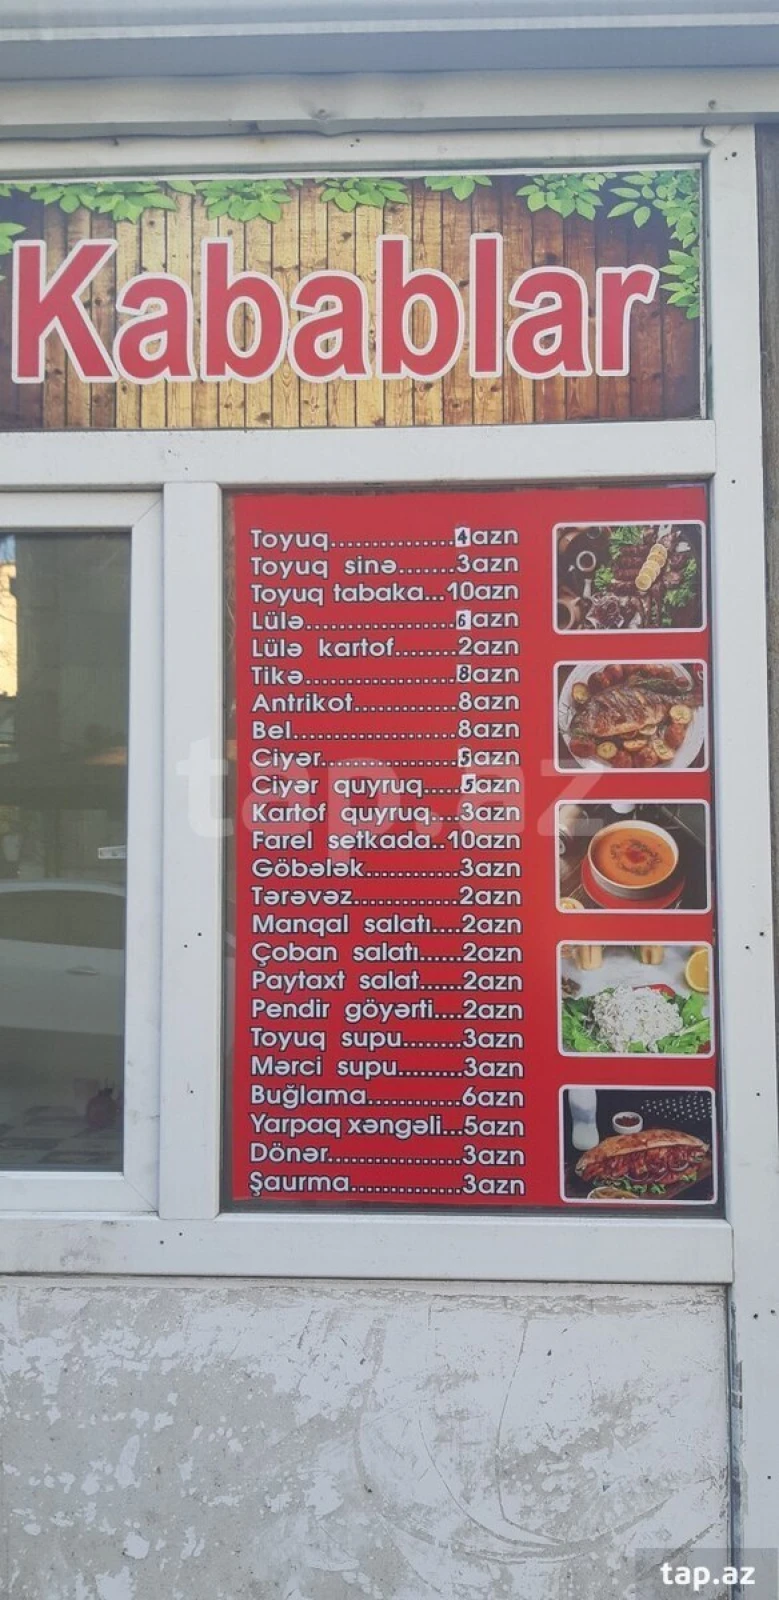 Kabablar
Toyuq...............4azn
Toyuq sinə.......3azn
Toyuq tabaka...10azn
Lülə..................6azn
Lülə kartof........2azn
Tikə..................8azn
Antrikot............8azn
Bel....................8azn
Ciyər................5azn
Ciyər quyruq.....5azn
Kartof quyruq...3azn
Farel setkada..10azn
Göbələk...........3azn
Tərəvəz.............2azn
Manqal salatı....2azn
Çoban salatı......2azn
Paytaxt salat.....2azn
Pendir göyərti....2azn
Toyuq supu.......3azn
Mərci supu.........3azn
Buğlama...........6azn
Yarpaq xəngəli...5azn
Dönər................3azn
Şaurma.............3azn
tap.az
tap.az